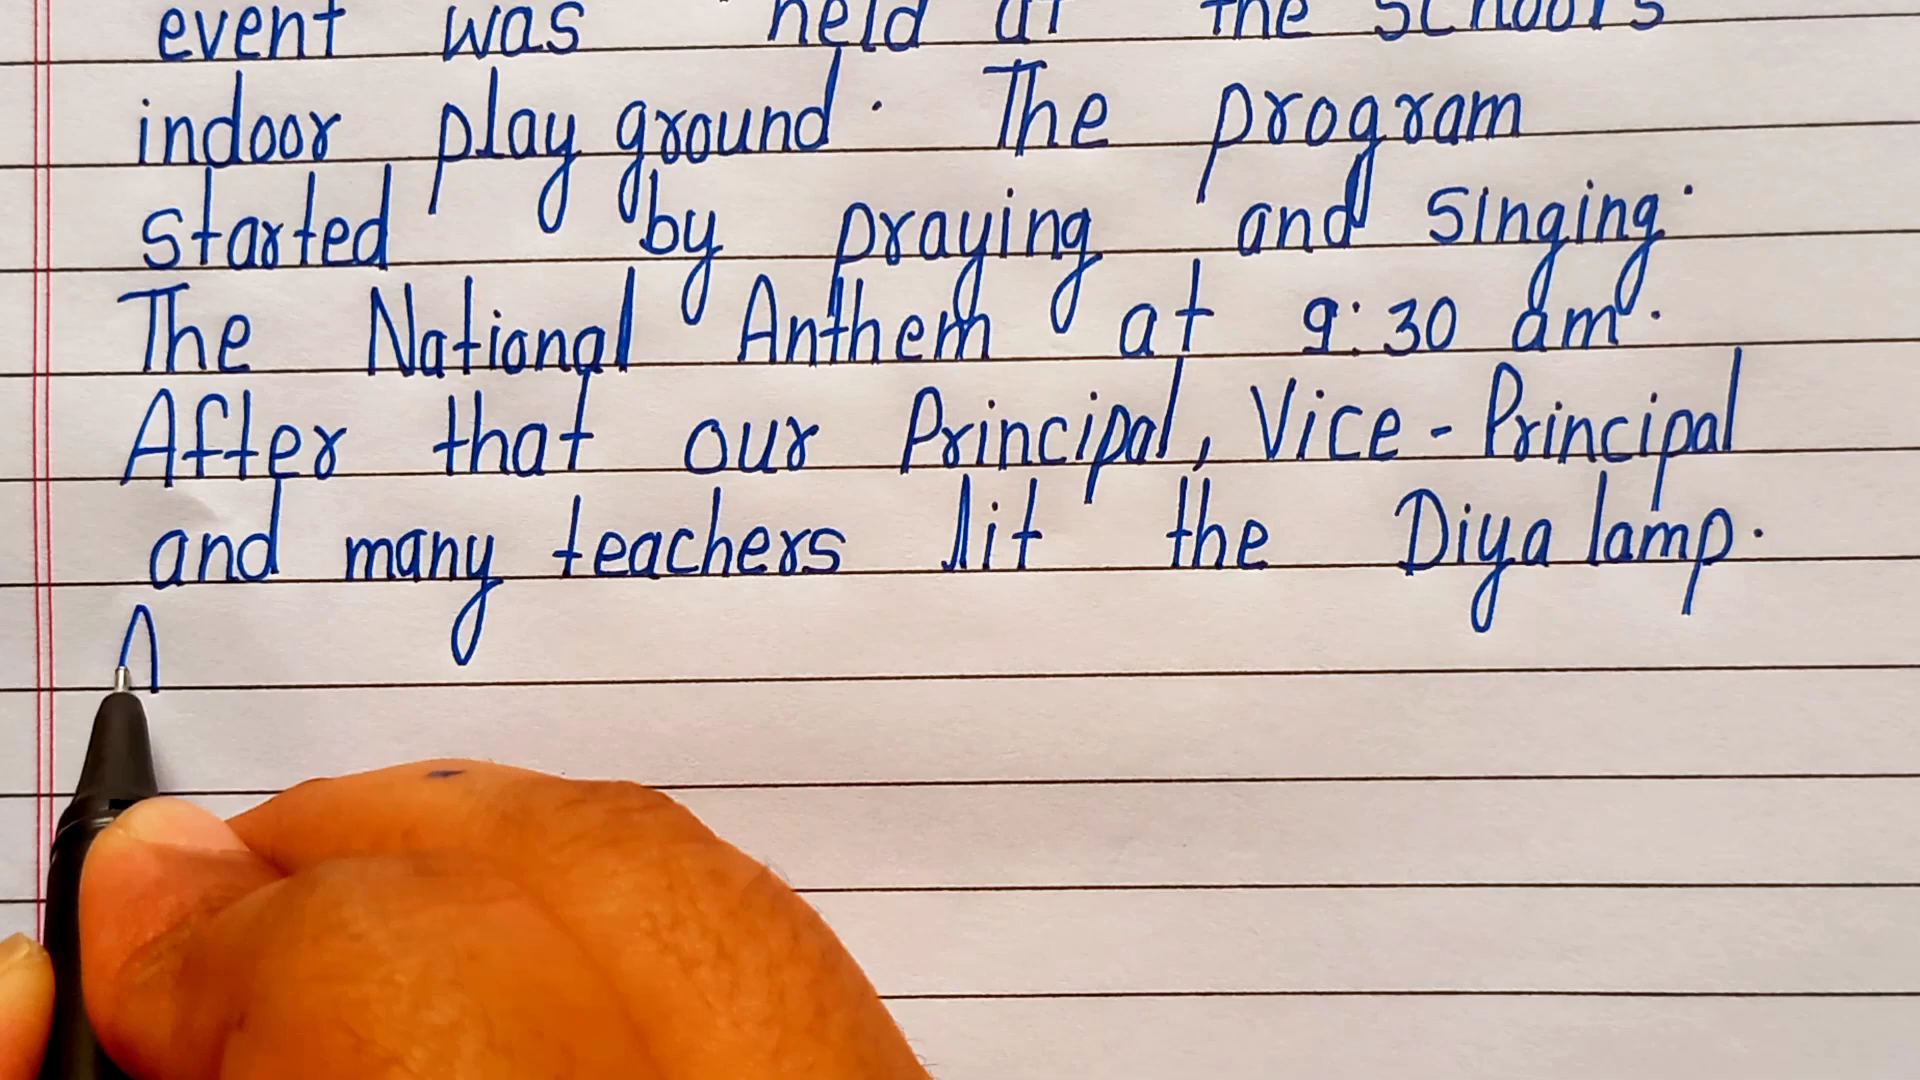 event was held at the schools
indoor play ground. The program
started by praying and singing.
The National Anthem at 9:30 am.
After that our Principal, Vice-Principal
and many teachers lit the Diya lamp.